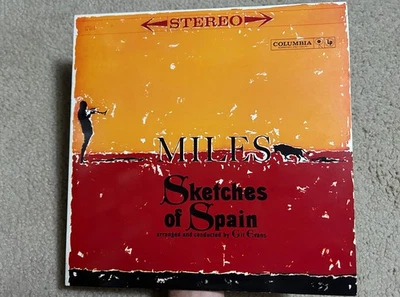 STEREO
COLUMBIA
MILES
Sketches
of Spain
arranged and conducted by Gil Evans